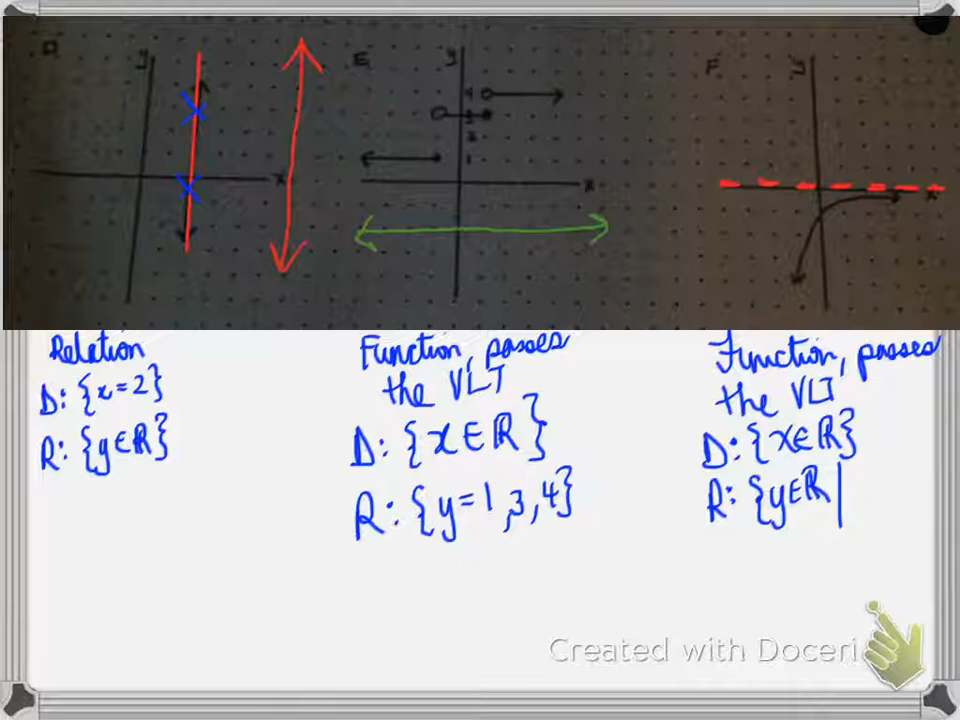 D
y
x
E
y
4
3
2
1
x
F
y
x
Relation
D: {x=2}
R: {y∈ℝ}
Function, passes
the VLT
D: {x∈ℝ}
R: {y=1,3,4}
Function, passes
the VLT
D: {x∈ℝ}
R: {y∈ℝ|
Created with Doceri